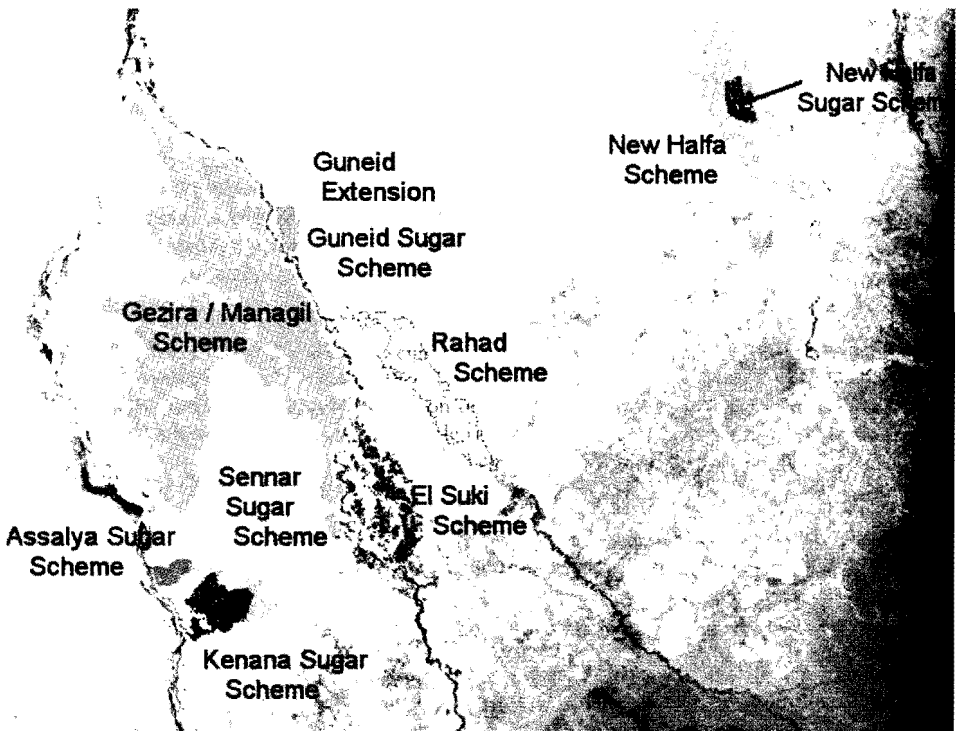 New Halfa
Sugar Scheme
New Halfa
Scheme
Guneid
Extension
Guneid Sugar
Scheme
Gezira / Managil
Scheme
Rahad
Scheme
Sennar
Sugar
Scheme
El Suki
Scheme
Assalya Sugar
Scheme
Kenana Sugar
Scheme